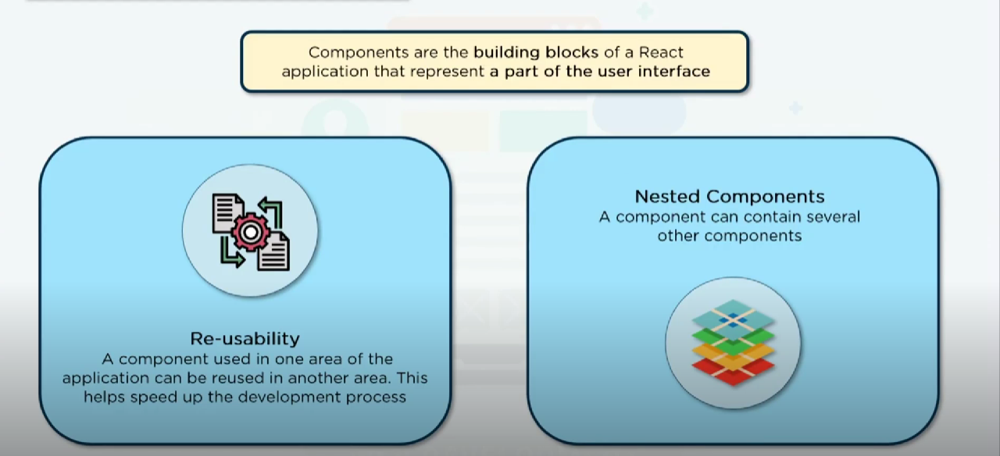 Components are the building blocks of a React
application that represent a part of the user interface
Re-usability
A component used in one area of the
application can be reused in another area. This
helps speed up the development process
Nested Components
A component can contain several
other components